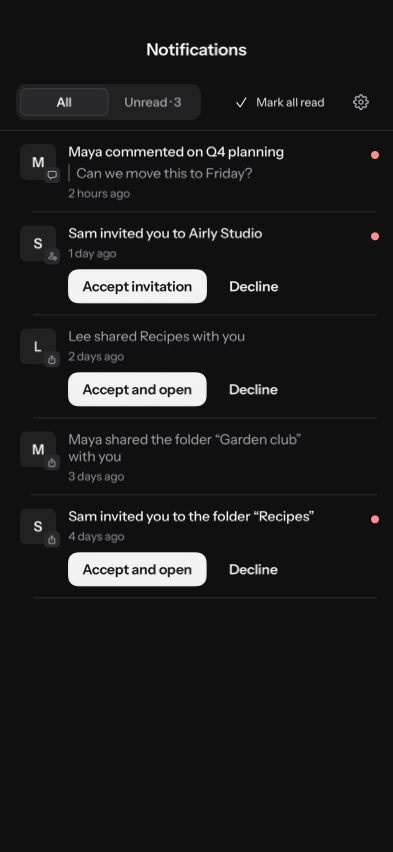 Notifications
All
Unread · 3
Mark all read
M
Maya commented on Q4 planning
Can we move this to Friday?
2 hours ago
S
Sam invited you to Airly Studio
1 day ago
Accept invitation
Decline
L
Lee shared Recipes with you
2 days ago
Accept and open
Decline
M
Maya shared the folder “Garden club”
with you
3 days ago
S
Sam invited you to the folder “Recipes”
4 days ago
Accept and open
Decline